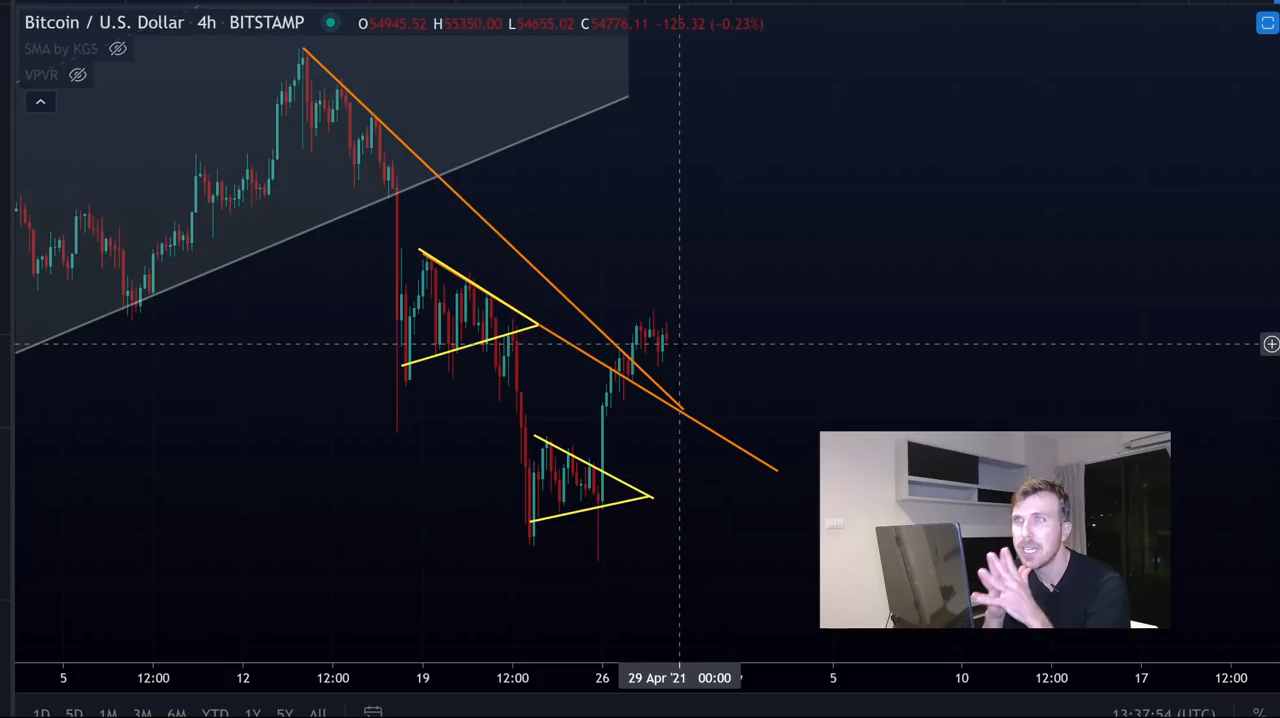 Bitcoin / U.S. Dollar · 4h · BITSTAMP O54945.52 H55350.00 L54655.02 C54776.11 −125.32 (−0.23%)
SMA by KGS
VPVR
5 12:00 12 12:00 19 12:00 26 29 Apr '21 00:00 5 10 12:00 17 12:00
1D 5D 1M 3M 6M YTD 1Y 5Y All 13:37:54 (UTC) %